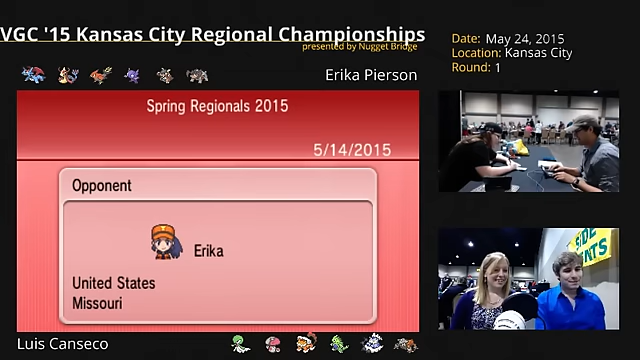 VGC '15 Kansas City Regional Championships
presented by Nugget Bridge
Date: May 24, 2015
Location: Kansas City
Round: 1
Erika Pierson
Spring Regionals 2015
5/14/2015
Opponent
Erika
United States
Missouri
SIDE
Luis Canseco